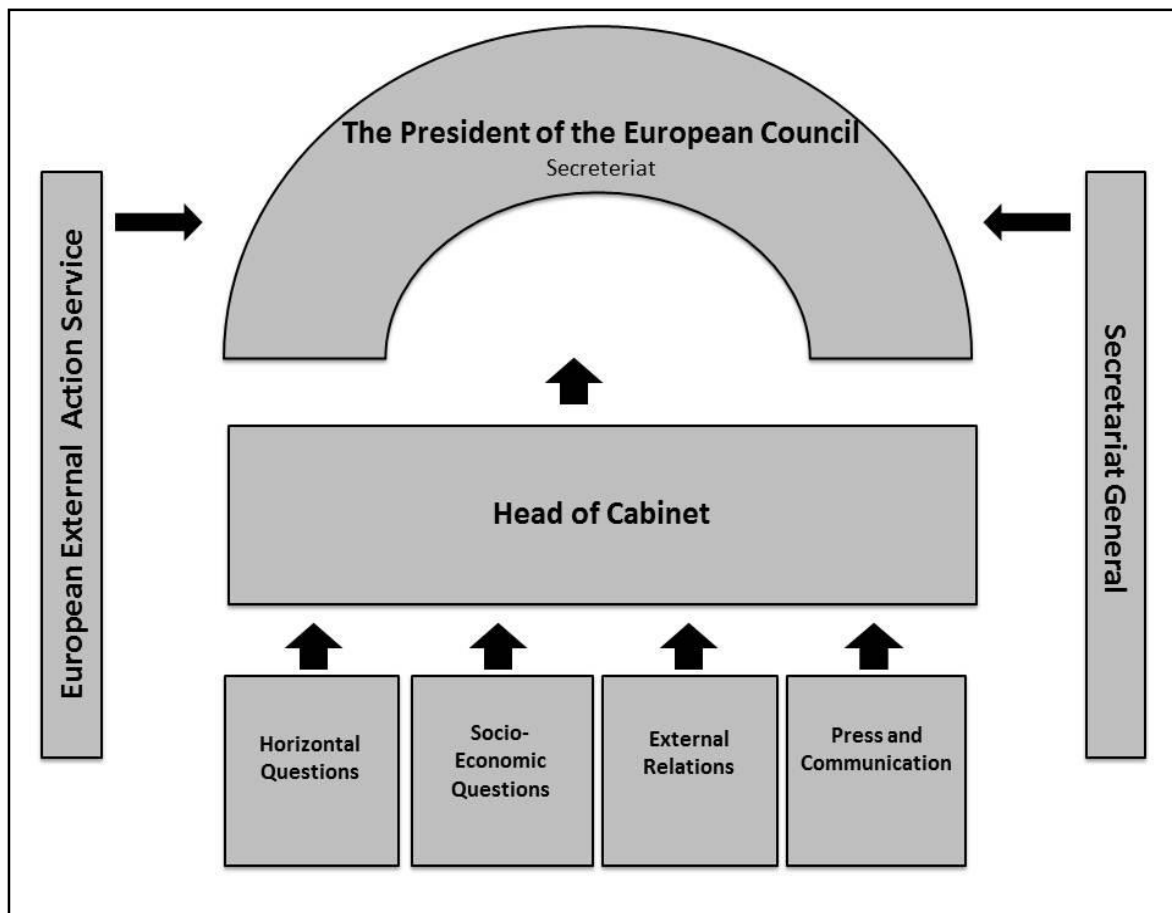 The President of the European Council
Secreteriat
European External Action Service
Secretariat General
Head of Cabinet
Horizontal
Questions
Socio-
Economic
Questions
External
Relations
Press and
Communication